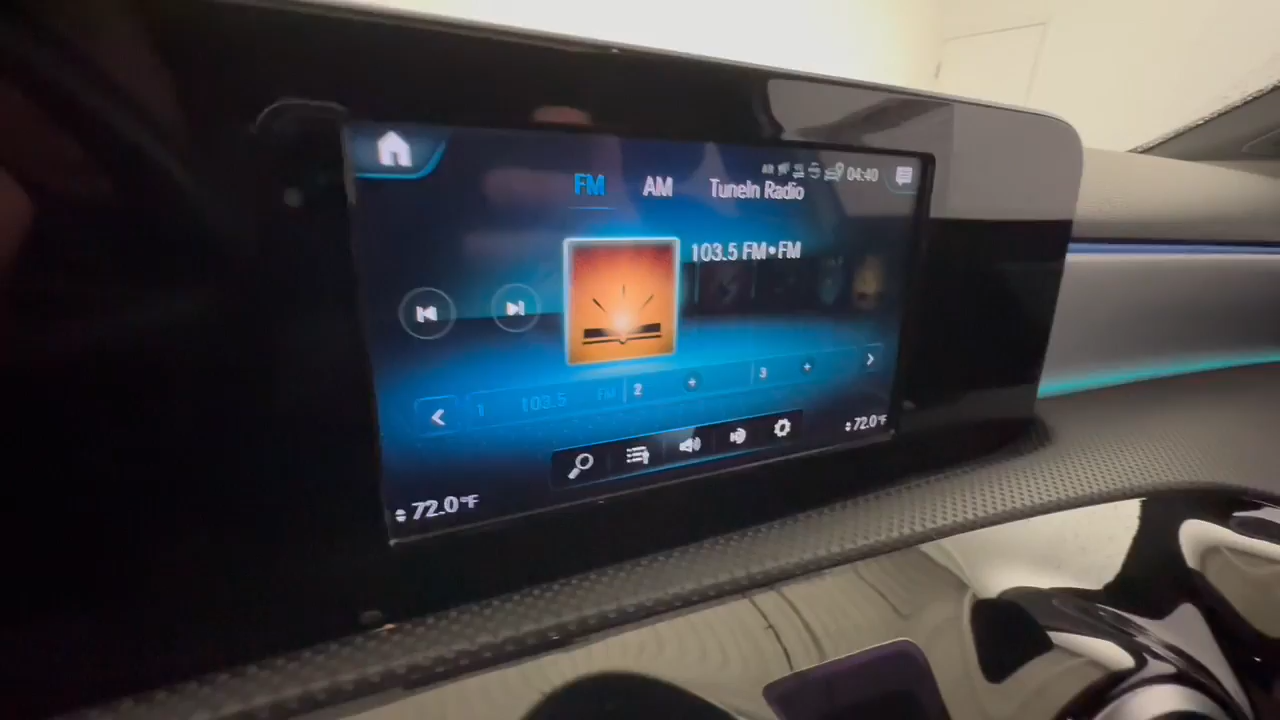 04:40
FM AM TuneIn Radio
103.5 FM•FM
1 103.5 FM 2 + 3 +
72.0°F
72.0°F